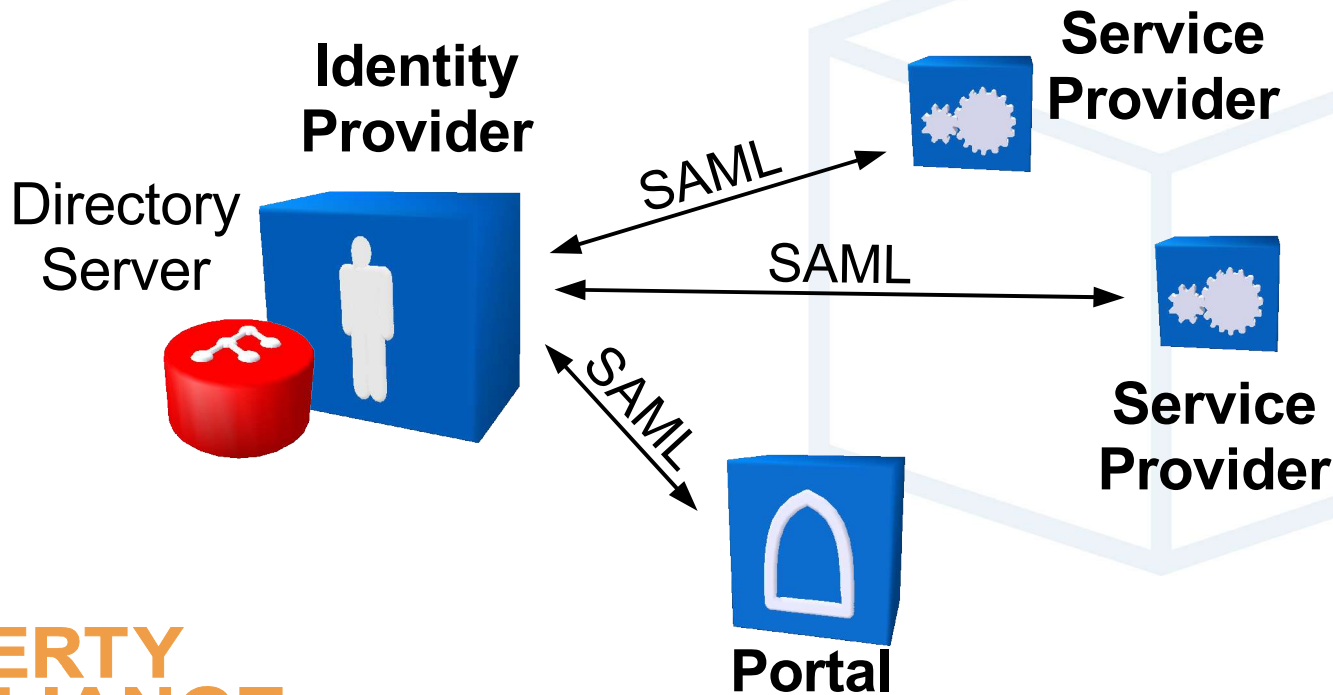 Identity
Provider
Service
Provider
Directory
Server
SAML
SAML
SAML
Service
Provider
Portal
ERTY